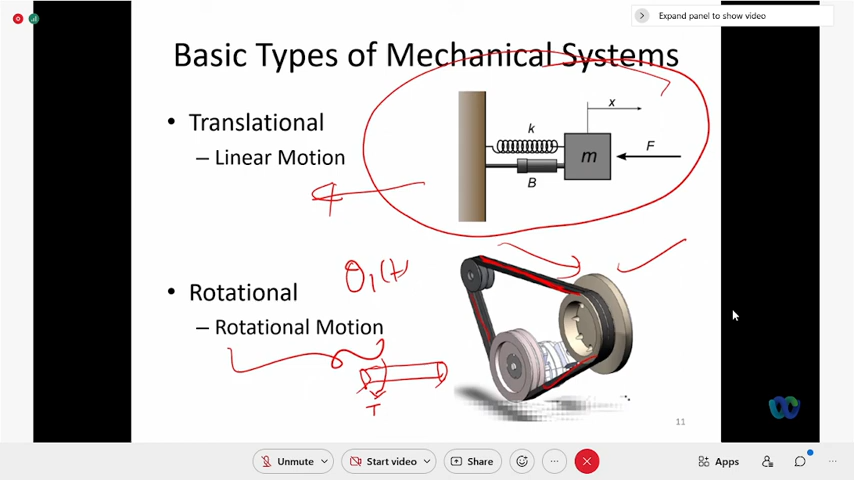 Expand panel to show video
Basic Types of Mechanical Systems
• Translational
– Linear Motion
x
k
m
F
B
θ₁(t)
• Rotational
– Rotational Motion
T
11
Unmute
Start video
Share
Apps